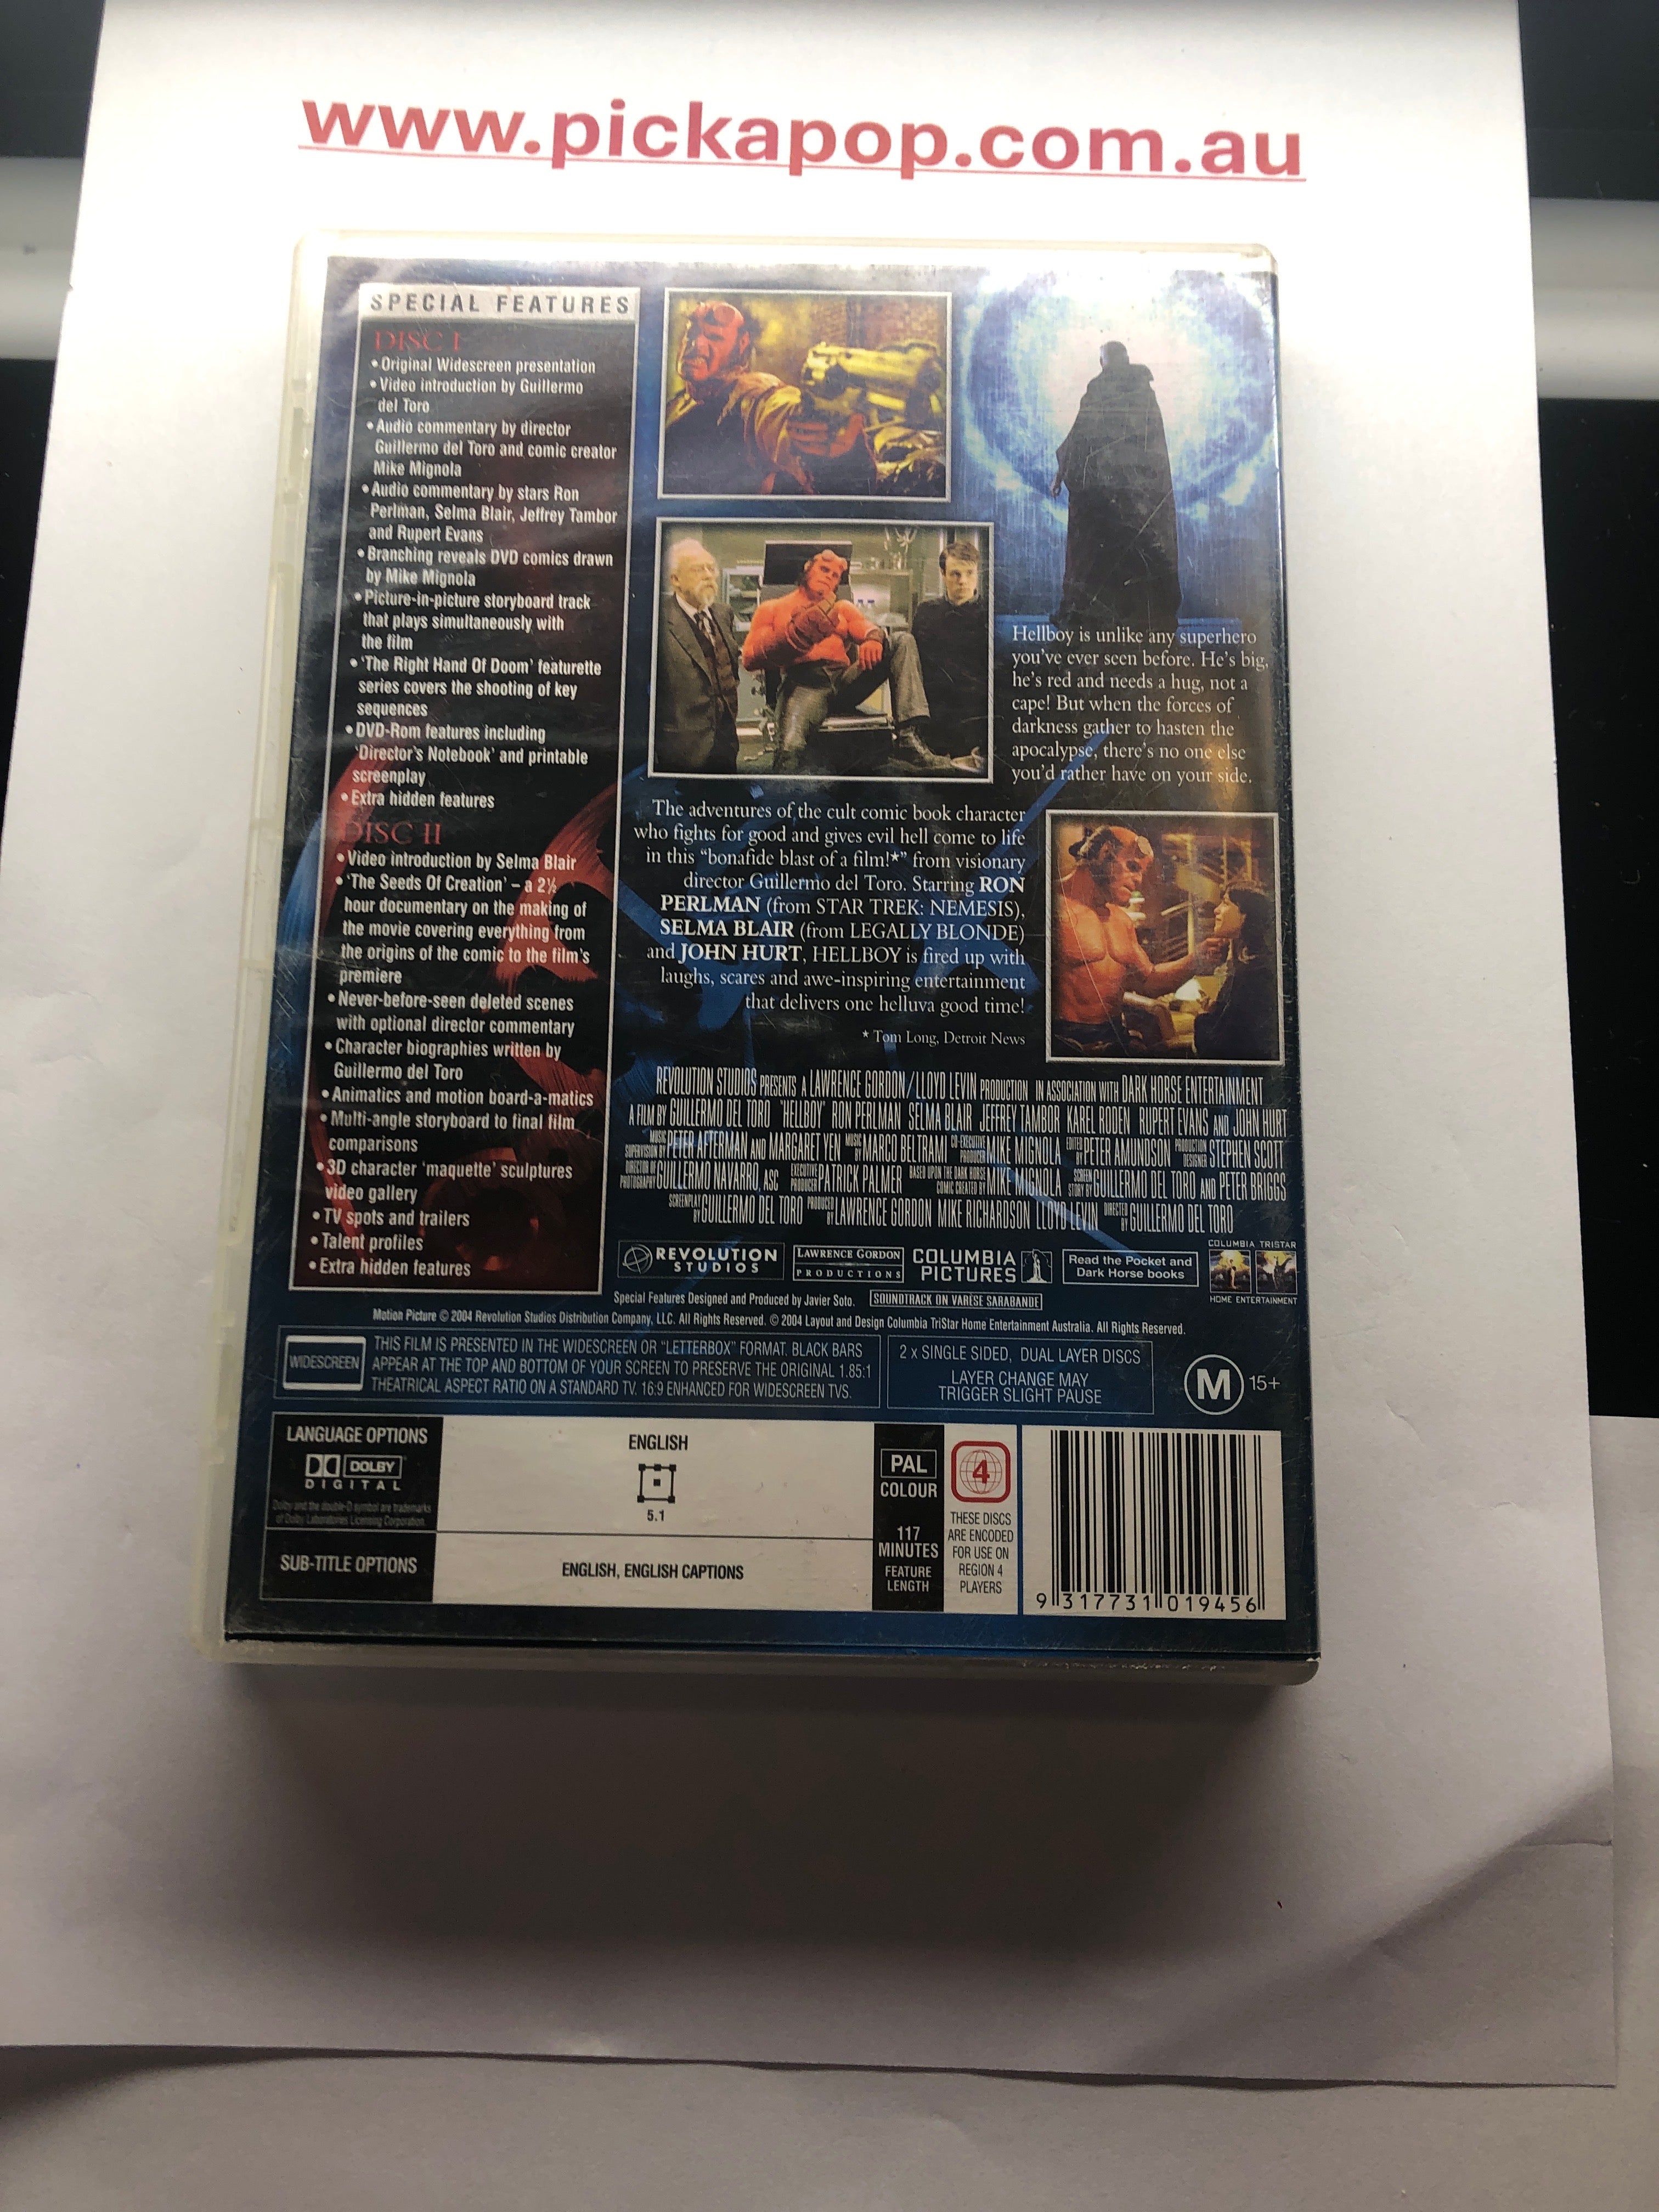 www.pickapop.com.au
SPECIAL FEATURES
DISC I
• Original Widescreen presentation
• Video introduction by Guillermo
del Toro
• Audio commentary by director
Guillermo del Toro and comic creator
Mike Mignola
• Audio commentary by stars Ron
Perlman, Selma Blair, Jeffrey Tambor
and Rupert Evans
• Branching reveals DVD comics drawn
by Mike Mignola
• Picture-in-picture storyboard track
that plays simultaneously with
the film
• 'The Right Hand Of Doom' featurette
series covers the shooting of key
sequences
• DVD-Rom features including
'Director's Notebook' and printable
screenplay
• Extra hidden features
DISC II
• Video introduction by Selma Blair
• 'The Seeds Of Creation' – a 2½
hour documentary on the making of
the movie covering everything from
the origins of the comic to the film's
premiere
• Never-before-seen deleted scenes
with optional director commentary
• Character biographies written by
Guillermo del Toro
• Animatics and motion board-a-matics
• Multi-angle storyboard to final film
comparisons
• 3D character 'maquette' sculptures
video gallery
• TV spots and trailers
• Talent profiles
• Extra hidden features
Hellboy is unlike any superhero
you've ever seen before. He's big,
he's red and needs a hug, not a
cape! But when the forces of
darkness gather to hasten the
apocalypse, there's no one else
you'd rather have on your side.
The adventures of the cult comic book character
who fights for good and gives evil hell come to life
in this "bonafide blast of a film!*" from visionary
director Guillermo del Toro. Starring RON
PERLMAN (from STAR TREK: NEMESIS),
SELMA BLAIR (from LEGALLY BLONDE)
and JOHN HURT, HELLBOY is fired up with
laughs, scares and awe-inspiring entertainment
that delivers one helluva good time!
* Tom Long, Detroit News
REVOLUTION STUDIOS PRESENTS A LAWRENCE GORDON/LLOYD LEVIN PRODUCTION IN ASSOCIATION WITH DARK HORSE ENTERTAINMENT
A FILM BY GUILLERMO DEL TORO 'HELLBOY' RON PERLMAN SELMA BLAIR JEFFREY TAMBOR KAREL RODEN RUPERT EVANS AND JOHN HURT
MUSIC SUPERVISION BY PETER AFTERMAN AND MARGARET YEN MUSIC BY MARCO BELTRAMI CO-EXECUTIVE PRODUCER MIKE MIGNOLA EDITED BY PETER AMUNDSON PRODUCTION DESIGNER STEPHEN SCOTT
DIRECTOR OF PHOTOGRAPHY GUILLERMO NAVARRO, ASC EXECUTIVE PRODUCER PATRICK PALMER BASED UPON THE DARK HORSE COMIC CREATED BY MIKE MIGNOLA SCREEN STORY BY GUILLERMO DEL TORO AND PETER BRIGGS
SCREENPLAY BY GUILLERMO DEL TORO PRODUCED BY LAWRENCE GORDON MIKE RICHARDSON LLOYD LEVIN DIRECTED BY GUILLERMO DEL TORO
REVOLUTION STUDIOS
LAWRENCE GORDON PRODUCTIONS
COLUMBIA PICTURES
Read the Pocket and
Dark Horse books
COLUMBIA TRISTAR
HOME ENTERTAINMENT
Special Features Designed and Produced by Javier Soto. SOUNDTRACK ON VARÈSE SARABANDE
Motion Picture © 2004 Revolution Studios Distribution Company, LLC. All Rights Reserved. © 2004 Layout and Design Columbia TriStar Home Entertainment Australia. All Rights Reserved.
WIDESCREEN
THIS FILM IS PRESENTED IN THE WIDESCREEN OR "LETTERBOX" FORMAT. BLACK BARS
APPEAR AT THE TOP AND BOTTOM OF YOUR SCREEN TO PRESERVE THE ORIGINAL 1.85:1
THEATRICAL ASPECT RATIO ON A STANDARD TV. 16:9 ENHANCED FOR WIDESCREEN TVS.
2 x SINGLE SIDED, DUAL LAYER DISCS
LAYER CHANGE MAY
TRIGGER SLIGHT PAUSE
M 15+
LANGUAGE OPTIONS
DOLBY
DIGITAL
Dolby and the double-D symbol are trademarks
of Dolby Laboratories Licensing Corporation.
ENGLISH
5.1
SUB-TITLE OPTIONS
ENGLISH, ENGLISH CAPTIONS
PAL
COLOUR
117
MINUTES
FEATURE
LENGTH
4
THESE DISCS
ARE ENCODED
FOR USE ON
REGION 4
PLAYERS
9 317731 019456